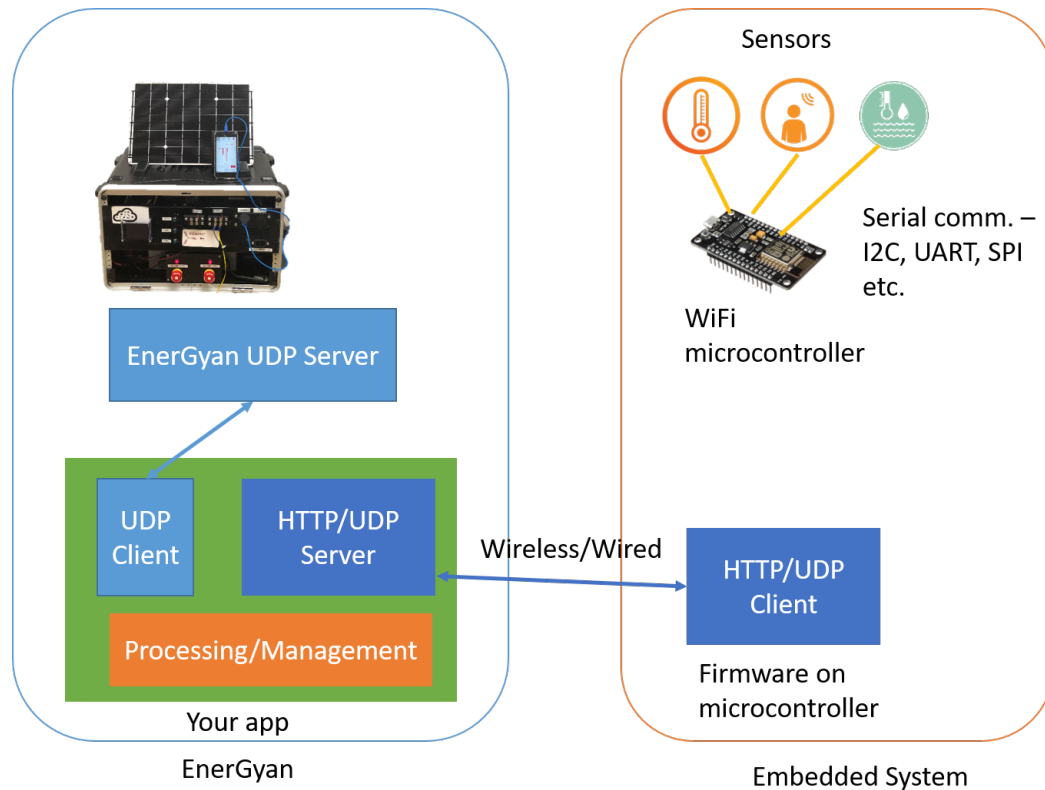 Sensors
Serial comm. –
I2C, UART, SPI
etc.
WiFi
microcontroller
EnerGyan UDP Server
UDP
Client
HTTP/UDP
Server
Wireless/Wired
HTTP/UDP
Client
Processing/Management
Firmware on
microcontroller
Your app
EnerGyan
Embedded System